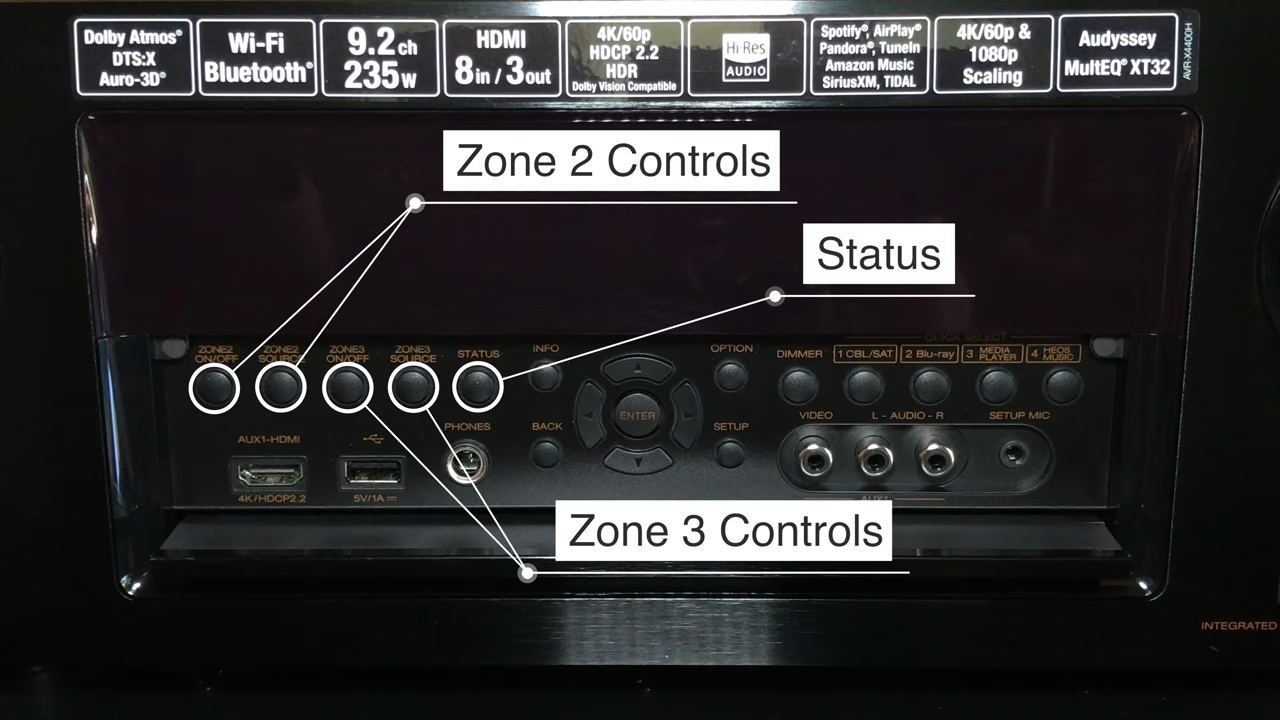 Dolby Atmos®
DTS:X
Auro-3D®
Wi-Fi
Bluetooth®
9.2ch
235w
HDMI
8in / 3out
4K/60p
HDCP 2.2
HDR
Dolby Vision Compatible
Hi-Res
AUDIO
Spotify®, AirPlay®
Pandora®, TuneIn
Amazon Music
SiriusXM, TIDAL
4K/60p &
1080p
Scaling
Audyssey
MultEQ® XT32
AVR-X4400H
Zone 2 Controls
Status
QUICK SELECT
ZONE2
ON/OFF
ZONE2
SOURCE
ZONE3
ON/OFF
ZONE3
SOURCE
STATUS
INFO
OPTION
DIMMER
1 CBL/SAT
2 Blu-ray
3 MEDIA
PLAYER
4 HEOS
MUSIC
ENTER
BACK
SETUP
PHONES
VIDEO
L - AUDIO - R
SETUP MIC
AUX1-HDMI
4K/HDCP2.2
5V/1A
AUX1
Zone 3 Controls
INTEGRATED